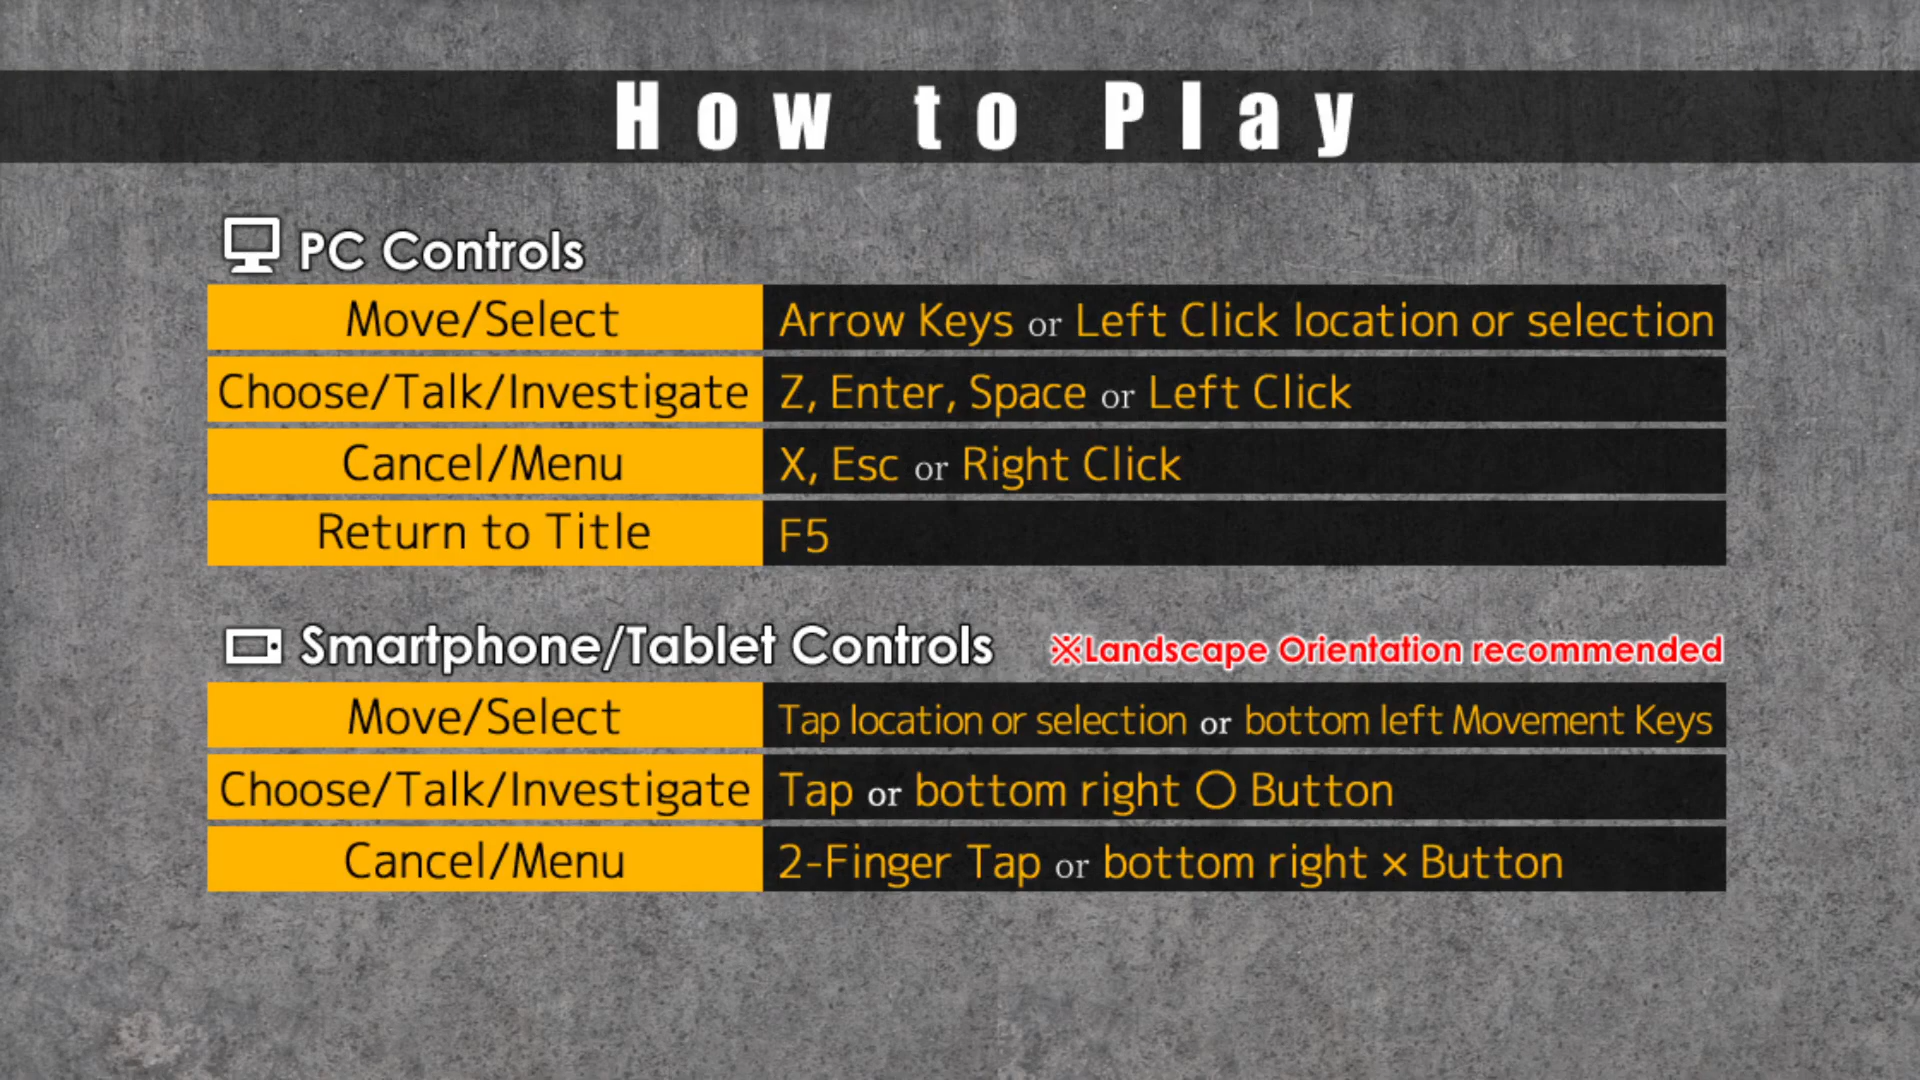 How to Play
PC Controls
Move/Select Arrow Keys or Left Click location or selection
Choose/Talk/Investigate Z, Enter, Space or Left Click
Cancel/Menu X, Esc or Right Click
Return to Title F5
Smartphone/Tablet Controls ※Landscape Orientation recommended
Move/Select Tap location or selection or bottom left Movement Keys
Choose/Talk/Investigate Tap or bottom right ○ Button
Cancel/Menu 2-Finger Tap or bottom right × Button